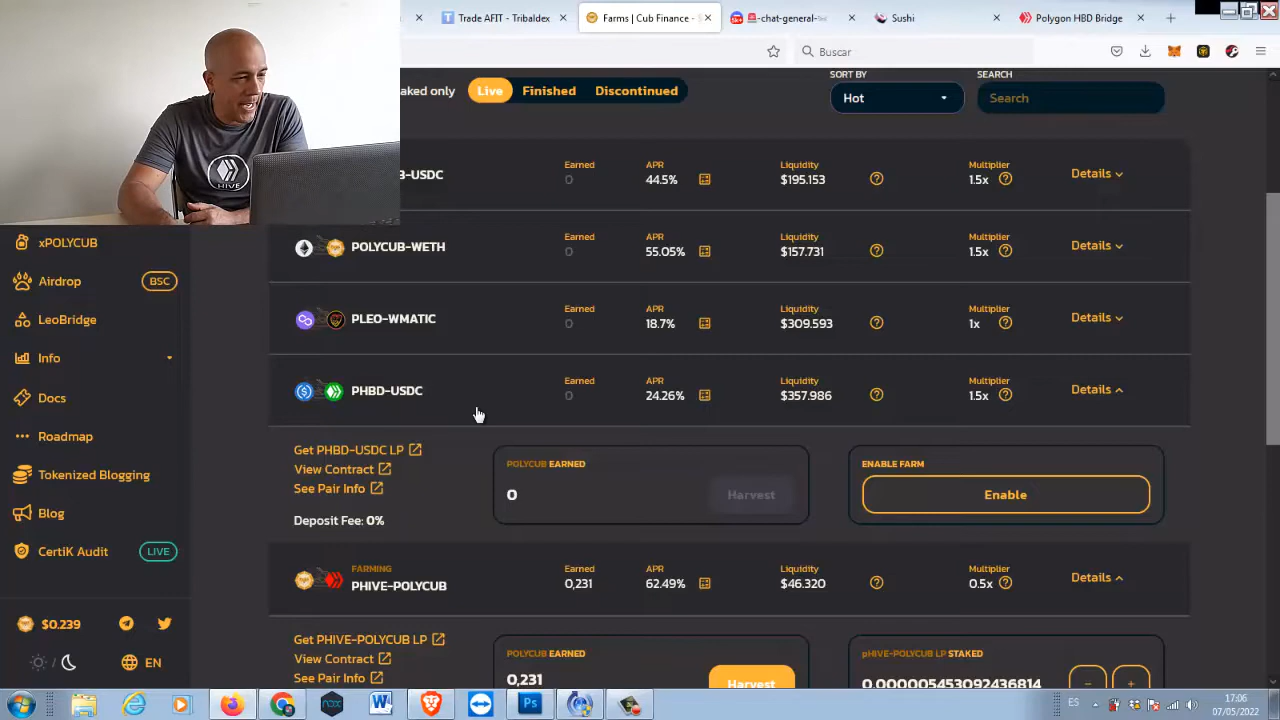 Trade AFIT - Tribaldex
Farms | Cub Finance -
-chat-general-
Sushi
Polygon HBD Bridge
Buscar
aked only
Live
Finished
Discontinued
SORT BY
Hot
SEARCH
Search
HIVE
B-USDC
Earned
0
APR
44.5%
Liquidity
$195.153
Multiplier
1.5x
Details
POLYCUB-WETH
Earned
0
APR
55.05%
Liquidity
$157.731
Multiplier
1.5x
Details
PLEO-WMATIC
Earned
0
APR
18.7%
Liquidity
$309.593
Multiplier
1x
Details
PHBD-USDC
Earned
0
APR
24.26%
Liquidity
$357.986
Multiplier
1.5x
Details
Get PHBD-USDC LP
View Contract
See Pair Info
Deposit Fee: 0%
POLYCUB EARNED
0
Harvest
ENABLE FARM
Enable
FARMING
PHIVE-POLYCUB
Earned
0,231
APR
62.49%
Liquidity
$46.320
Multiplier
0.5x
Details
Get PHIVE-POLYCUB LP
View Contract
See Pair Info
POLYCUB EARNED
0,231
Harvest
pHIVE-POLYCUB LP STAKED
0.000005453092436814
xPOLYCUB
Airdrop
BSC
LeoBridge
Info
Docs
Roadmap
Tokenized Blogging
Blog
CertiK Audit
LIVE
$0.239
EN
ES
17:06
07/05/2022